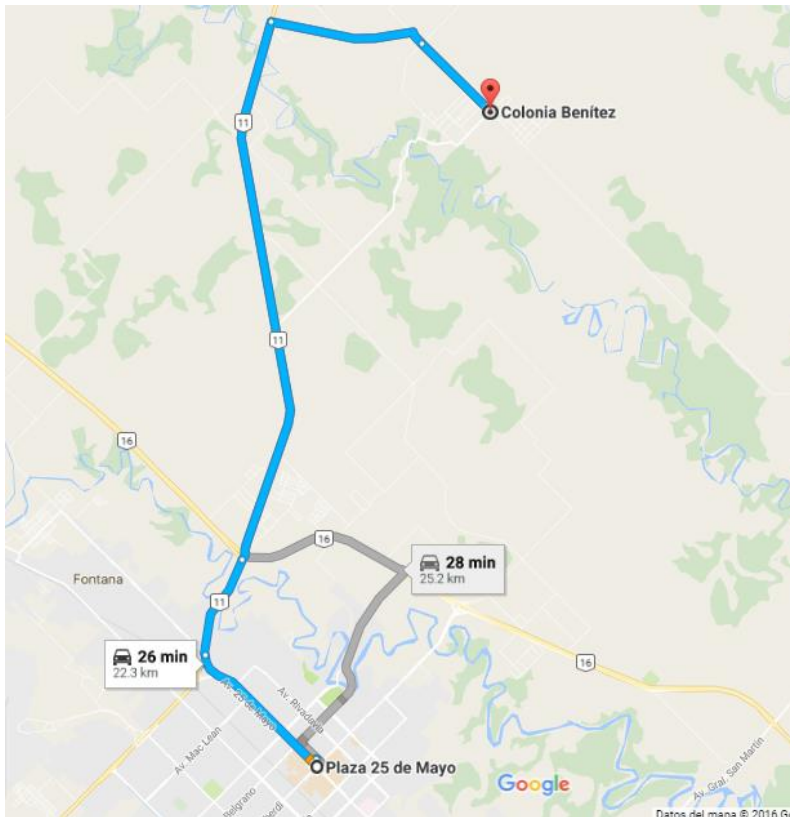 11
Colonia Benítez
11
16
16
28 min
25.2 km
Fontana
11
26 min
22.3 km
16
Av. 25 de Mayo
Av. Rivadavia
Av. Mac Lean
Plaza 25 de Mayo
Belgrano
Google
Av. Gral. San Martin
Datos del mapa © 2016 Go